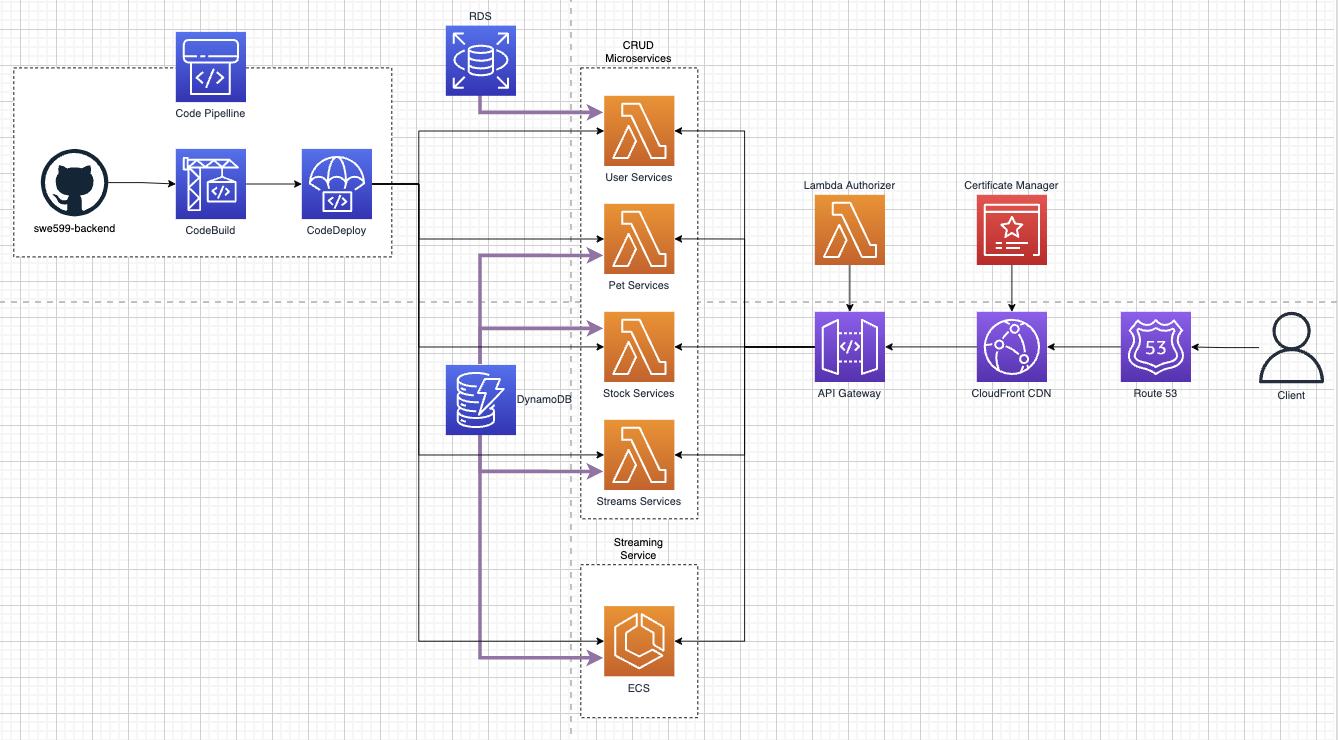 RDS
CRUD
Microservices
Code Pipelline
User Services
Lambda Authorizer
Certificate Manager
swe599-backend
CodeBuild
CodeDeploy
Pet Services
53
Stock Services
API Gateway
CloudFront CDN
Route 53
Client
DynamoDB
Streams Services
Streaming
Service
ECS